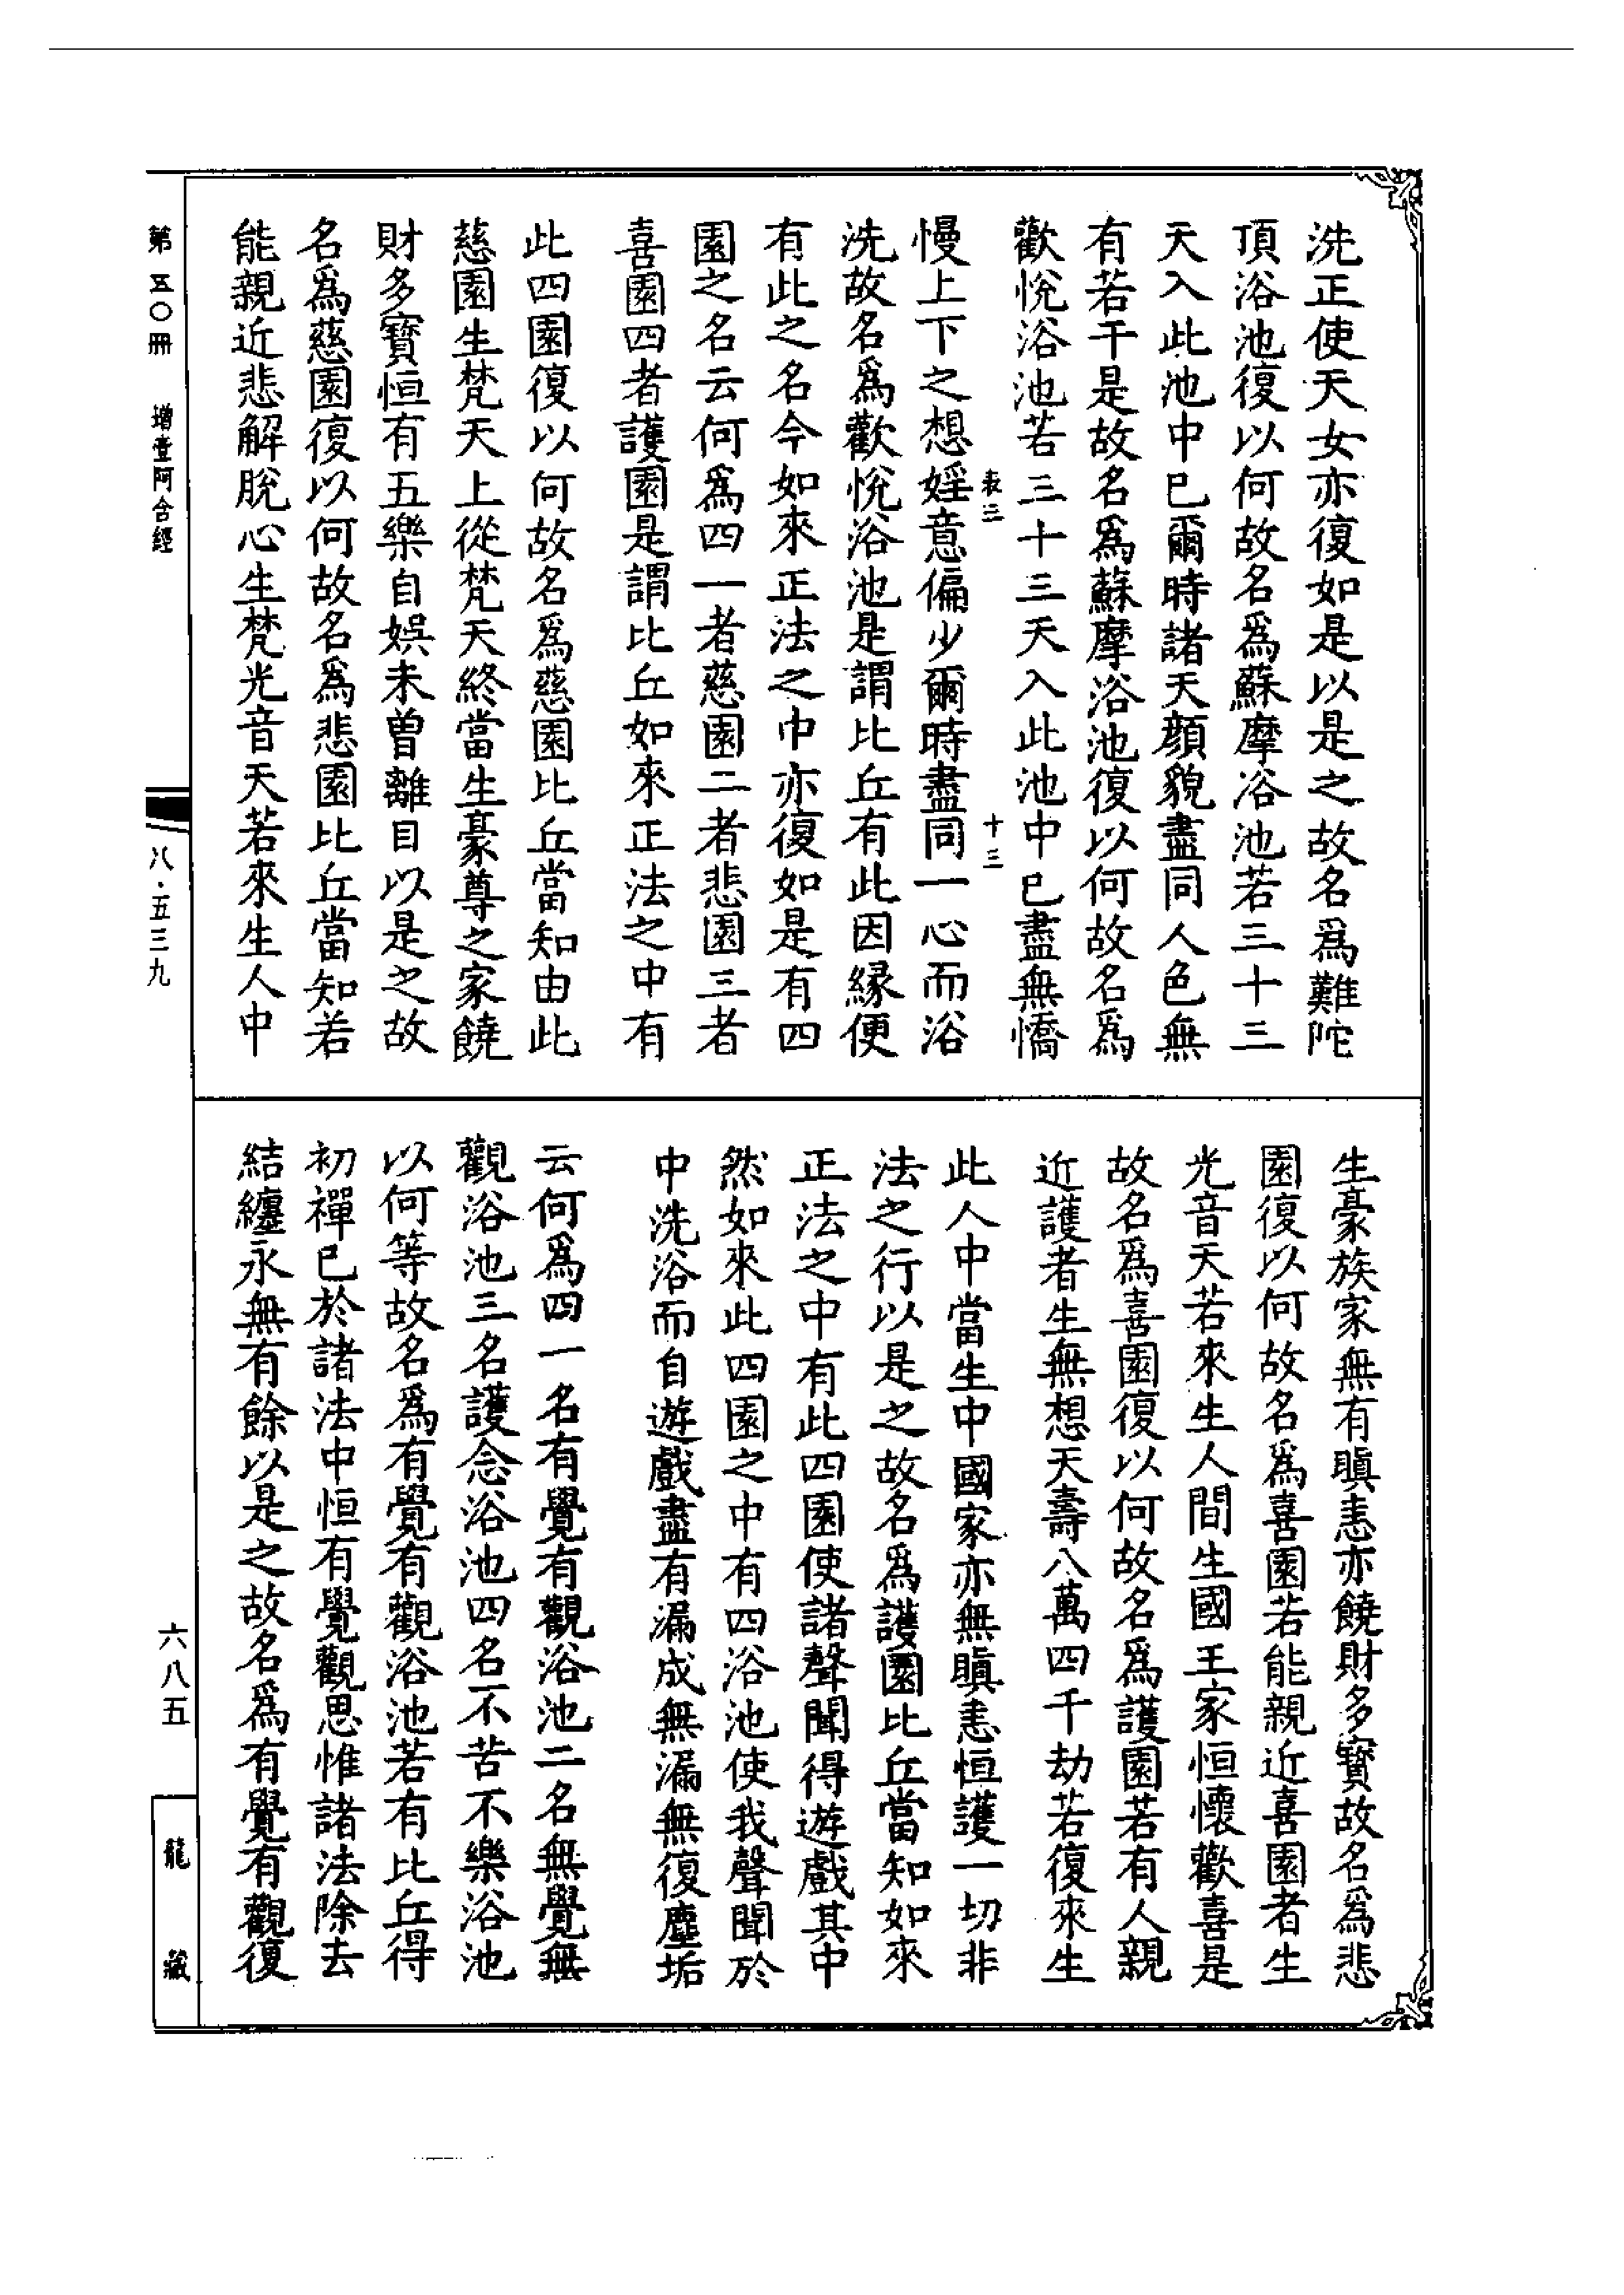 洗正使天女亦復如是以是之故名爲難陀
頂浴池復以何故名爲蘇摩浴池若三十三
天入此池中已爾時諸天顏貌盡同人色無
有若干是故名爲蘇摩浴池復以何故名爲
歡悅浴池若三十三天入此池中已盡無憍
表三 十三
慢上下之想婬意偏少爾時盡同一心而浴
洗故名爲歡悅浴池是謂比丘有此因緣便
有此之名今如來正法之中亦復如是有四
園之名云何爲四一者慈園二者悲園三者
喜園四者護園是謂比丘如來正法之中有
此四園復以何故名爲慈園比丘當知由此
慈園生梵天上從梵天終當生豪尊之家饒
財多寶恒有五樂自娛未曾離目以是之故
名爲慈園復以何故名爲悲園比丘當知若
能親近悲解脫心生梵光音天若來生人中
生豪族家無有瞋恚亦饒財多寶故名爲悲
園復以何故名爲喜園若能親近喜園者生
光音天若來生人間生國王家恒懷歡喜是
故名爲喜園復以何故名爲護園若有人親
近護者生無想天壽八萬四千劫若復來生
此人中當生中國家亦無瞋恚恒護一切非
法之行以是之故名爲護園比丘當知如來
正法之中有此四園使諸聲聞得遊戲其中
然如來此四園之中有四浴池使我聲聞於
中洗浴而自遊戲盡有漏成無漏無復塵垢
云何爲四一名有覺有觀浴池二名無覺無
觀浴池三名護念浴池四名不苦不樂浴池
以何等故名爲有覺有觀浴池若有比丘得
初禪已於諸法中恒有覺觀思惟諸法除去
結纏永無有餘以是之故名爲有覺有觀復
第五〇冊 增壹阿含經
八·五三九
六八五
龍藏